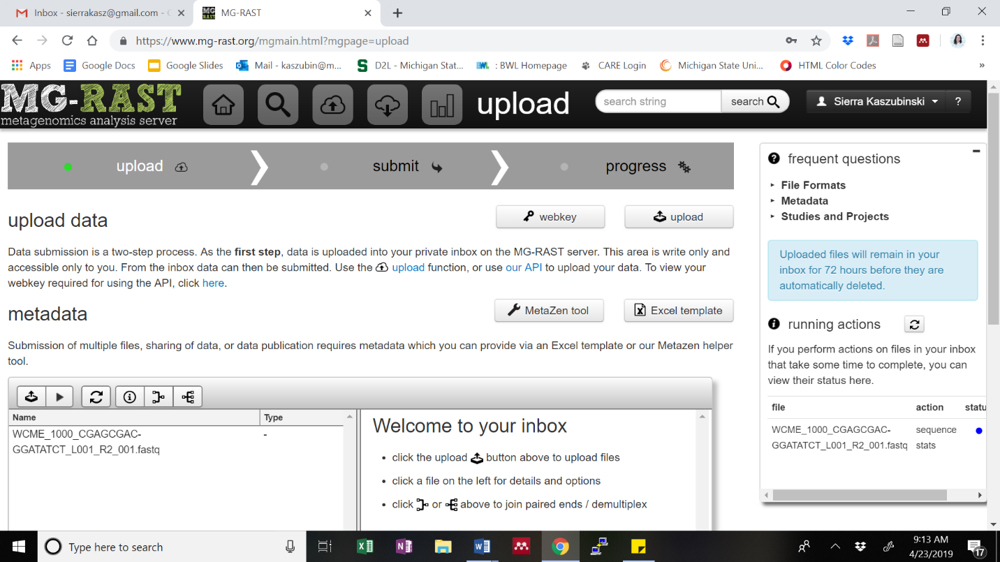 Inbox - sierrakasz@gmail.com -
MG-RAST
https://www.mg-rast.org/mgmain.html?mgpage=upload
Apps Google Docs Google Slides Mail - kaszubin@m... D2L - Michigan Stat... BWL : BWL Homepage CARE Login Michigan State Uni... HTML Color Codes »
MG-RAST
metagenomics analysis server
upload
search string search
Sierra Kaszubinski ?
upload submit progress
upload data
webkey upload
Data submission is a two-step process. As the first step, data is uploaded into your private inbox on the MG-RAST server. This area is write only and
accessible only to you. From the inbox data can then be submitted. Use the upload function, or use our API to upload your data. To view your
webkey required for using the API, click here.
metadata
MetaZen tool Excel template
Submission of multiple files, sharing of data, or data publication requires metadata which you can provide via an Excel template or our Metazen helper
tool.
Name Type
WCME_1000_CGAGCGAC- -
GGATATCT_L001_R2_001.fastq
Welcome to your inbox
• click the upload button above to upload files
• click a file on the left for details and options
• click or above to join paired ends / demultiplex
frequent questions
File Formats
Metadata
Studies and Projects
Uploaded files will remain in your
inbox for 72 hours before they are
automatically deleted.
running actions
If you perform actions on files in your inbox
that take some time to complete, you can
view their status here.
file action statu
WCME_1000_CGAGCGAC- sequence
GGATATCT_L001_R2_001.fastq stats
Type here to search
9:13 AM
4/23/2019
17